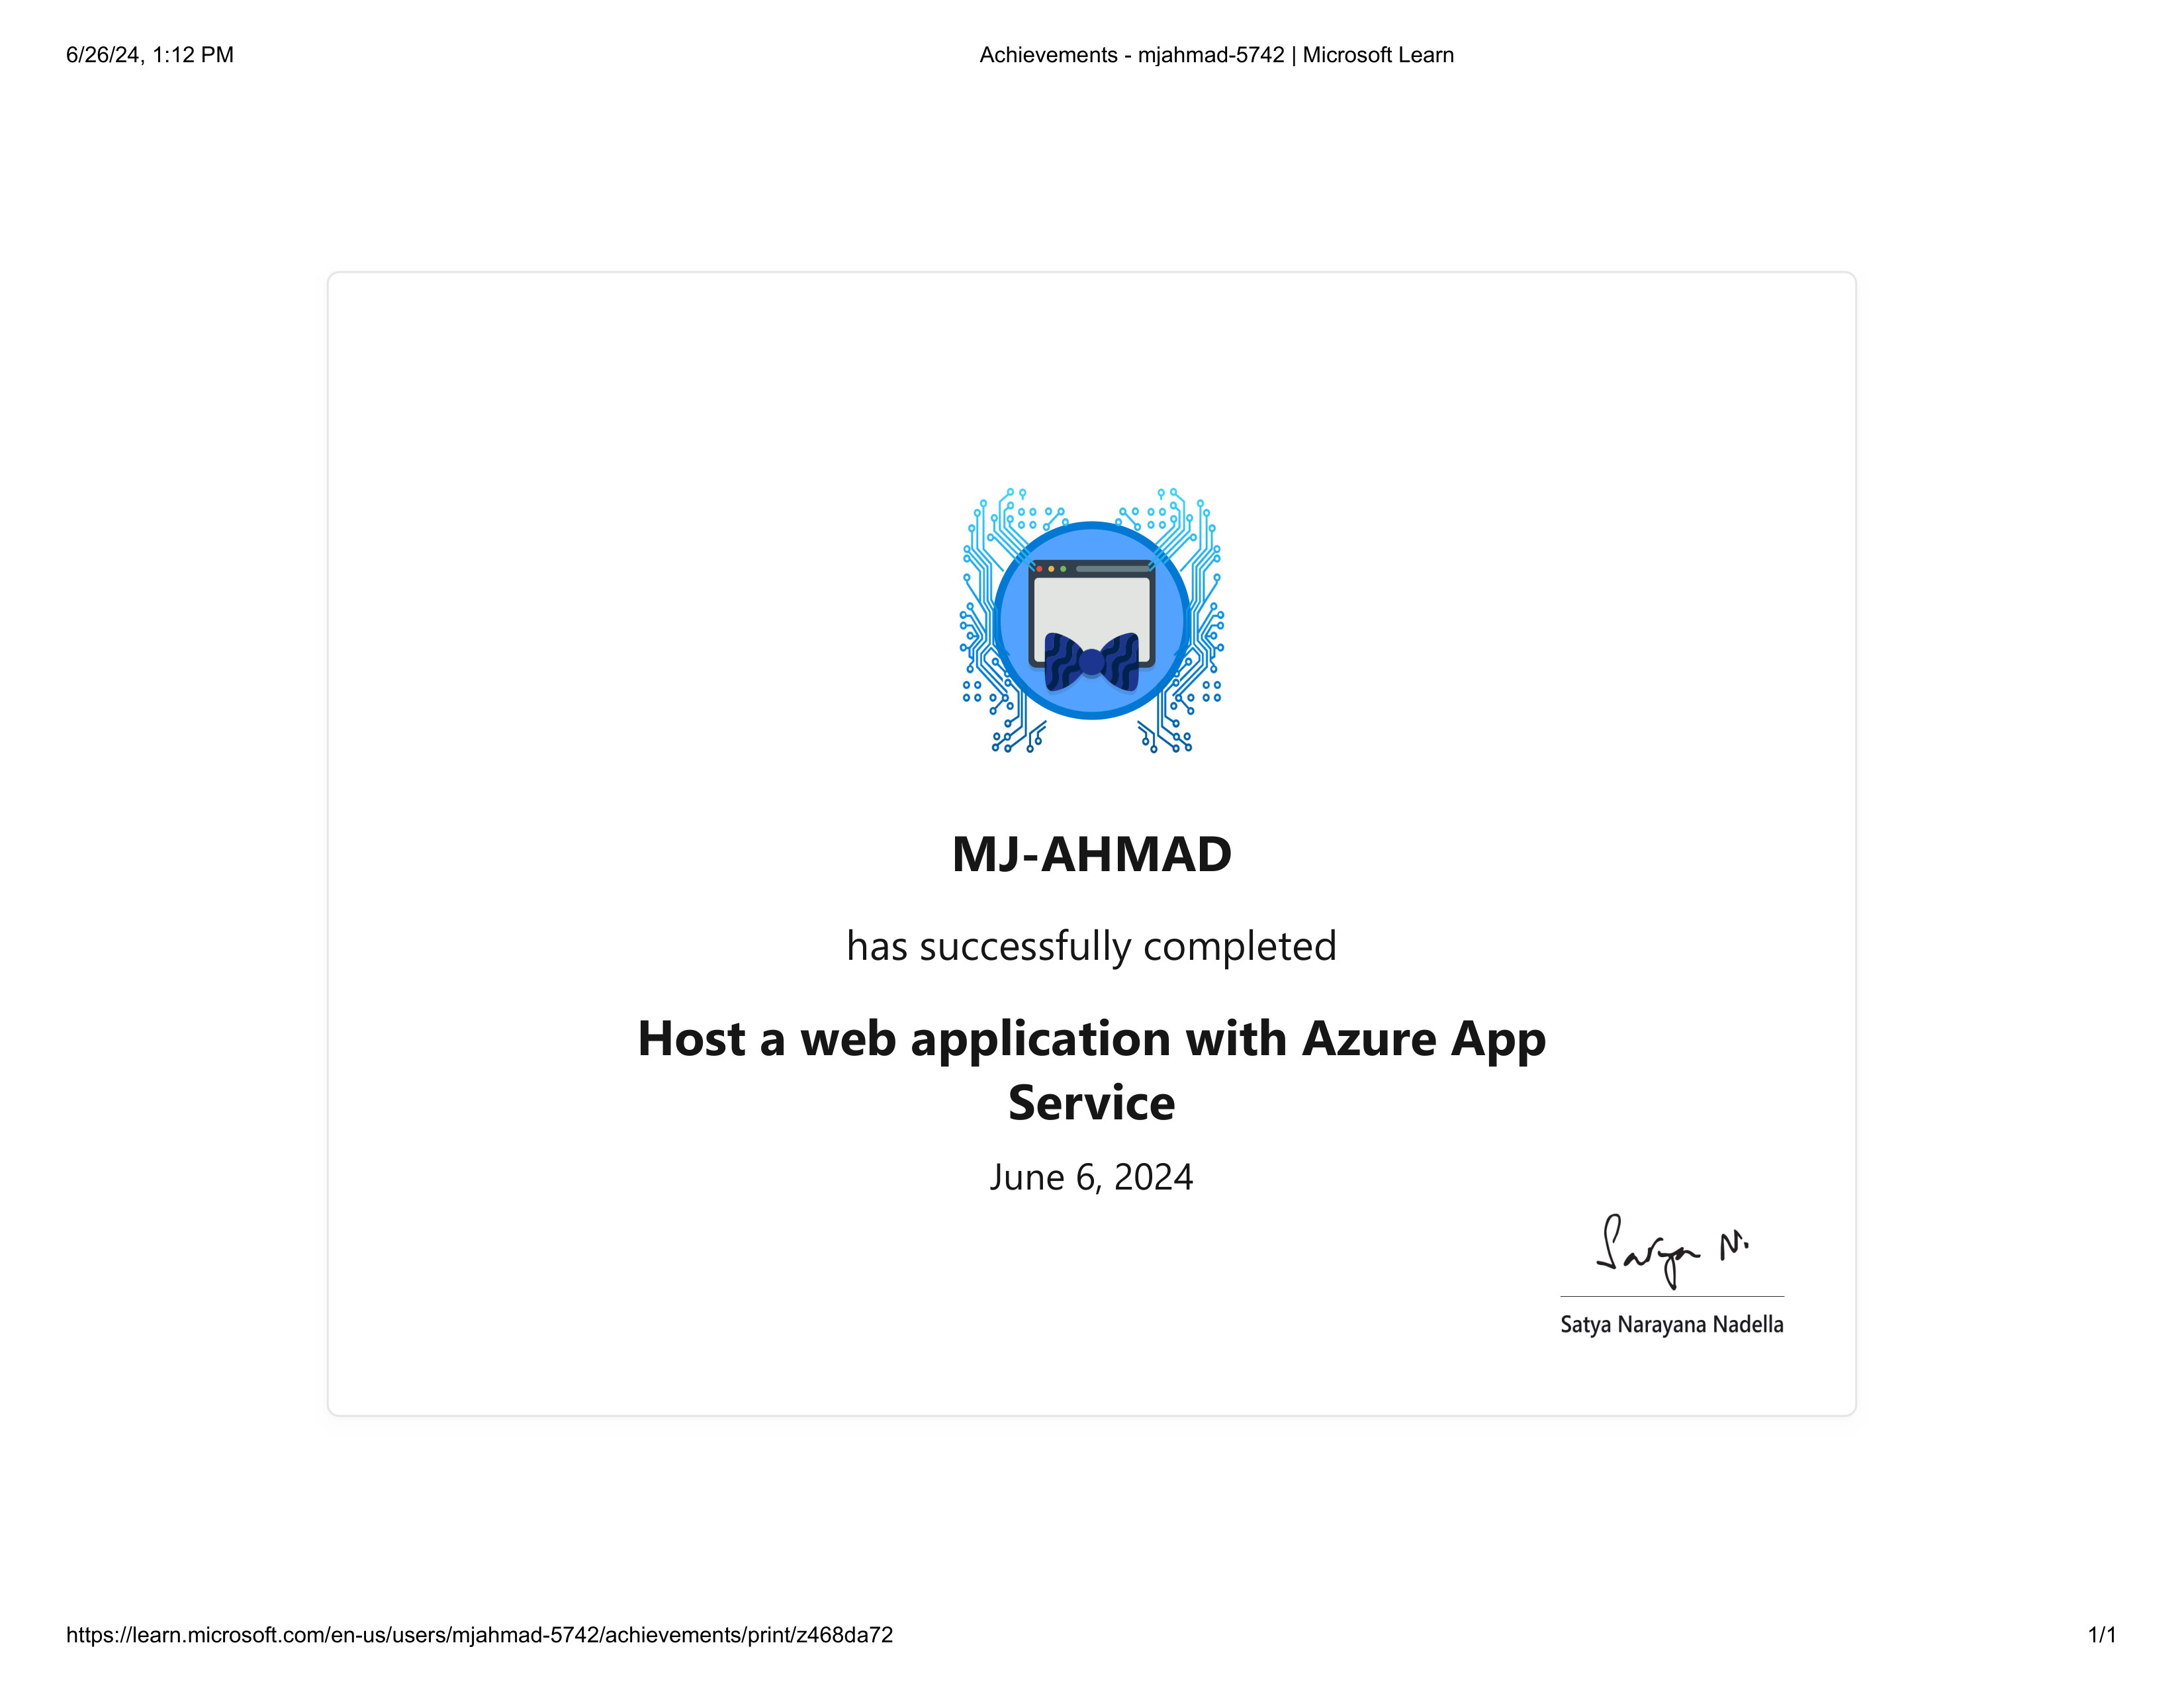 6/26/24, 1:12 PM
Achievements - mjahmad-5742 | Microsoft Learn
MJ-AHMAD
has successfully completed
Host a web application with Azure App
Service
June 6, 2024
Satya N.
Satya Narayana Nadella
https://learn.microsoft.com/en-us/users/mjahmad-5742/achievements/print/z468da72
1/1